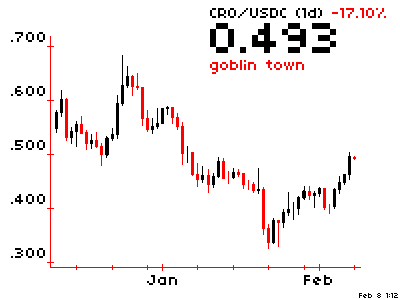 CRO/USDC (1d) -17.10%
0.493
goblin town
.700
.600
.500
.400
.300
Jan Feb
Feb 8 1:12